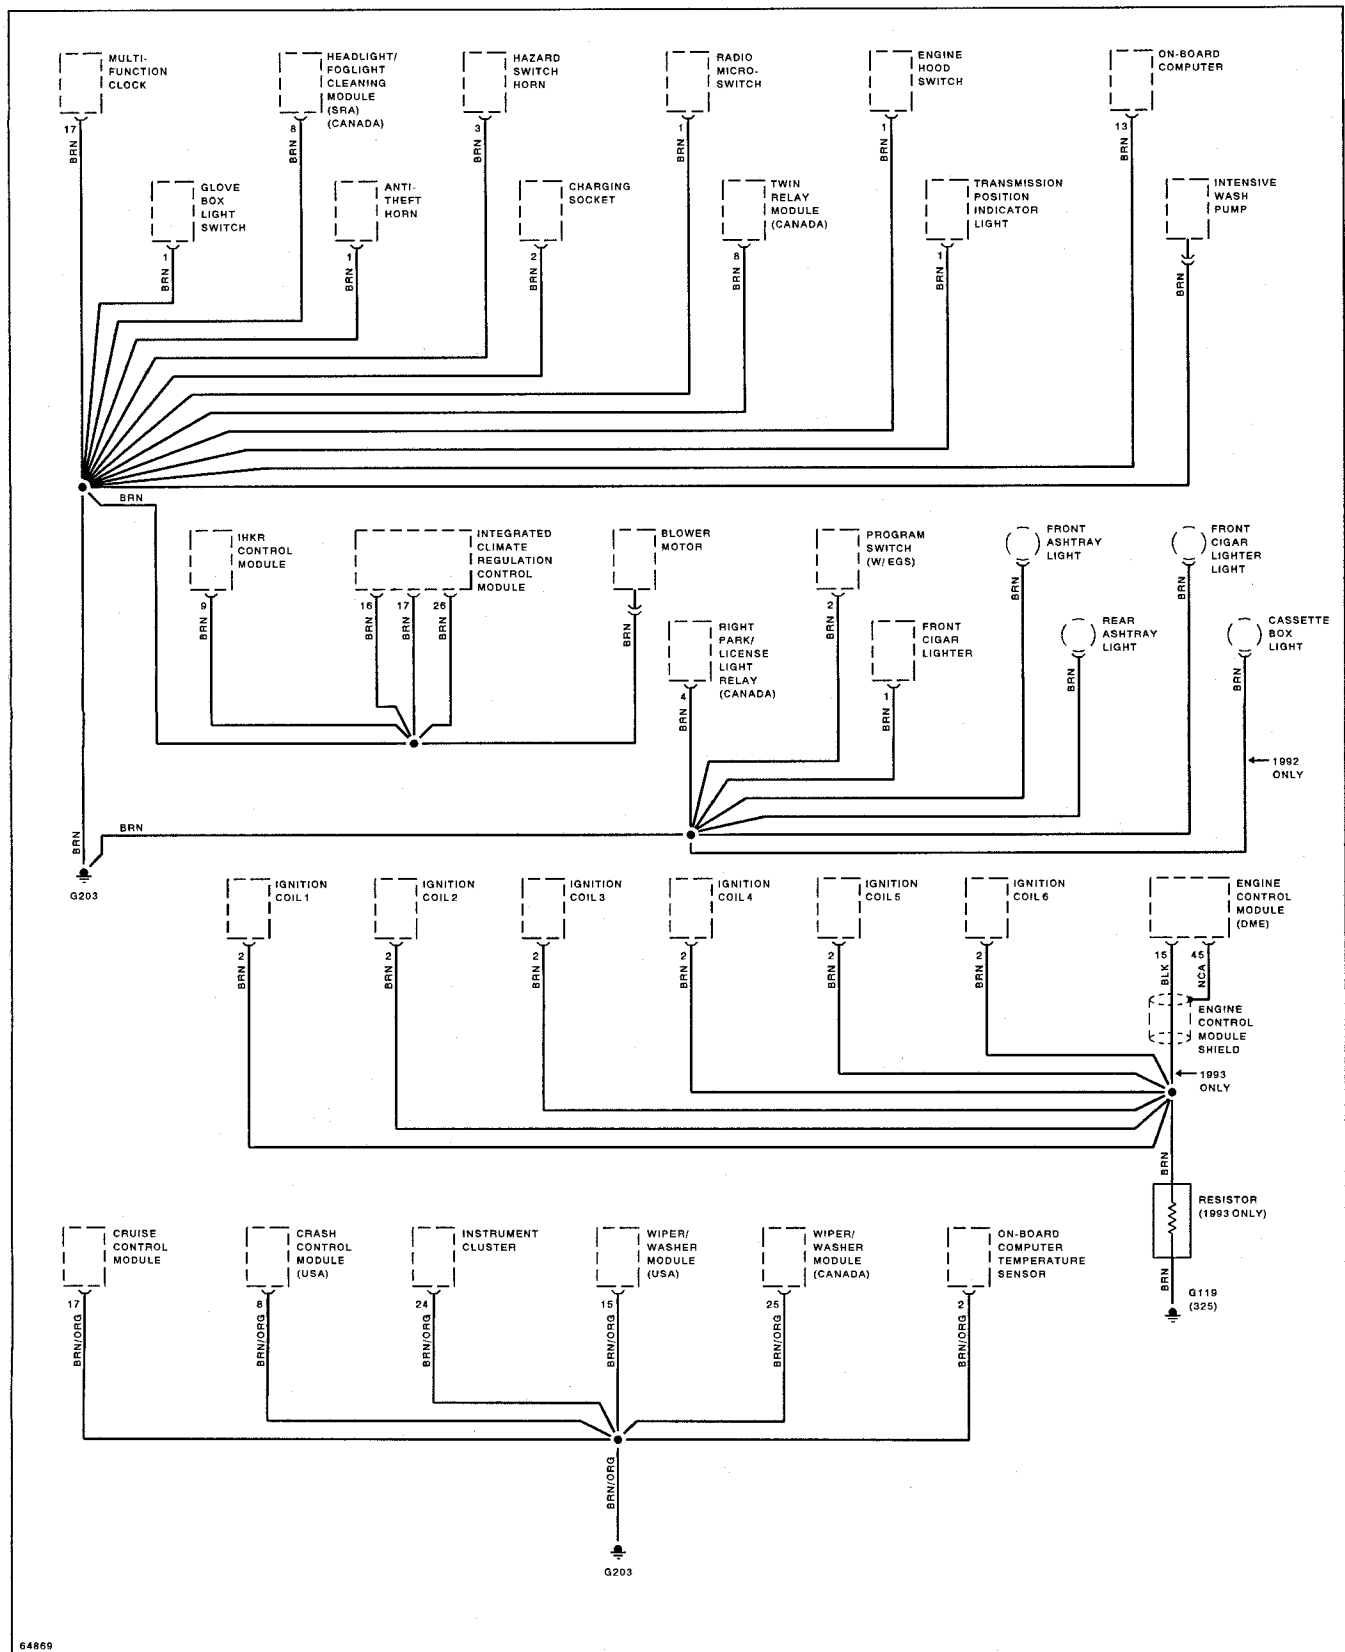 MULTI-
FUNCTION
CLOCK
HEADLIGHT/
FOGLIGHT
CLEANING
MODULE
(SRA)
(CANADA)
HAZARD
SWITCH
HORN
RADIO
MICRO-
SWITCH
ENGINE
HOOD
SWITCH
ON-BOARD
COMPUTER
17
BRN
8
BRN
3
BRN
1
BRN
1
BRN
13
BRN
GLOVE
BOX
LIGHT
SWITCH
ANTI-
THEFT
HORN
CHARGING
SOCKET
TWIN
RELAY
MODULE
(CANADA)
TRANSMISSION
POSITION
INDICATOR
LIGHT
INTENSIVE
WASH
PUMP
1
BRN
1
BRN
2
BRN
8
BRN
1
BRN
BRN
BRN
IHKR
CONTROL
MODULE
INTEGRATED
CLIMATE
REGULATION
CONTROL
MODULE
BLOWER
MOTOR
PROGRAM
SWITCH
(W/EGS)
FRONT
ASHTRAY
LIGHT
FRONT
CIGAR
LIGHTER
LIGHT
9
BRN
16
BRN
17
BRN
26
BRN
BRN
2
BRN
BRN
BRN
RIGHT
PARK/
LICENSE
LIGHT
RELAY
(CANADA)
FRONT
CIGAR
LIGHTER
REAR
ASHTRAY
LIGHT
CASSETTE
BOX
LIGHT
4
BRN
1
BRN
BRN
BRN
1992
ONLY
BRN
BRN
G203
IGNITION
COIL 1
IGNITION
COIL 2
IGNITION
COIL 3
IGNITION
COIL 4
IGNITION
COIL 5
IGNITION
COIL 6
ENGINE
CONTROL
MODULE
(DME)
2
BRN
2
BRN
2
BRN
2
BRN
2
BRN
2
BRN
15
BLK
45
NCA
ENGINE
CONTROL
MODULE
SHIELD
1993
ONLY
BRN
RESISTOR
(1993 ONLY)
BRN
G119
(325)
CRUISE
CONTROL
MODULE
CRASH
CONTROL
MODULE
(USA)
INSTRUMENT
CLUSTER
WIPER/
WASHER
MODULE
(USA)
WIPER/
WASHER
MODULE
(CANADA)
ON-BOARD
COMPUTER
TEMPERATURE
SENSOR
17
BRN/ORG
8
BRN/ORG
24
BRN/ORG
15
BRN/ORG
25
BRN/ORG
2
BRN/ORG
BRN/ORG
G203
64869